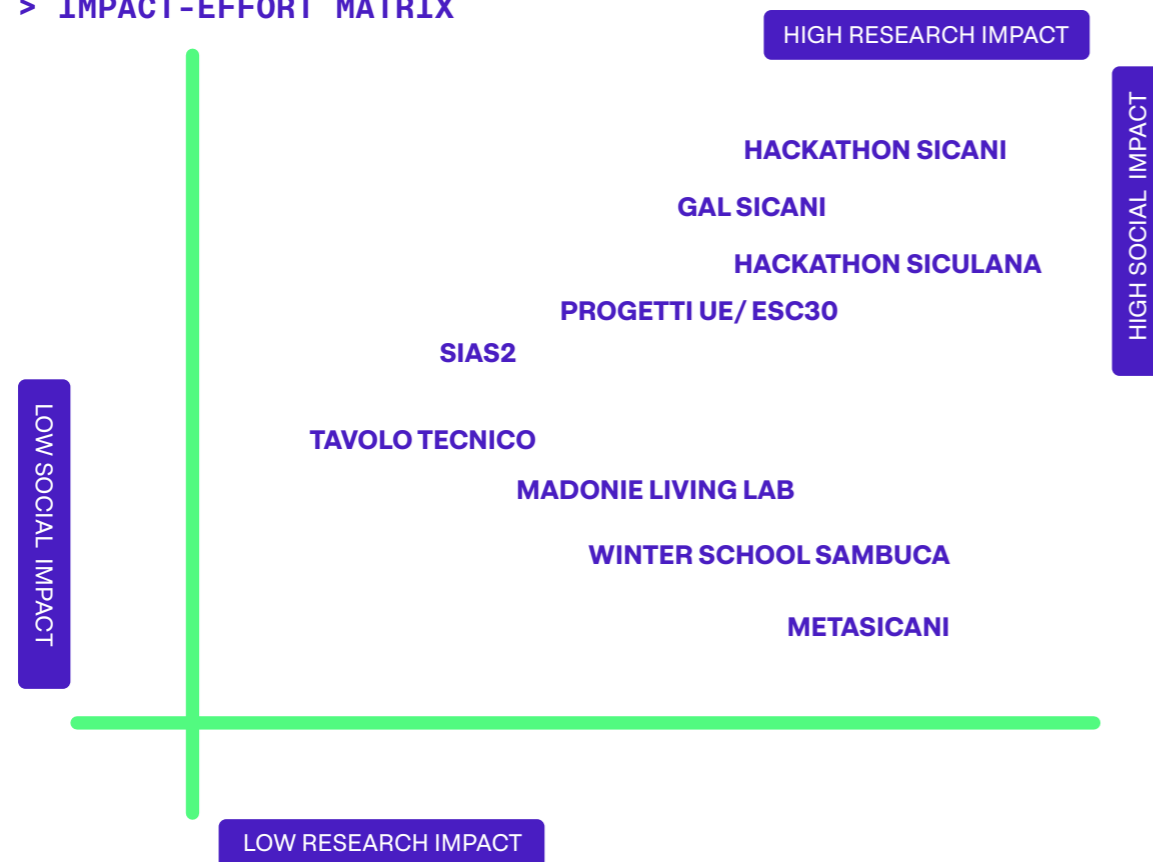 > IMPACT-EFFORT MATRIX
HIGH RESEARCH IMPACT
HIGH SOCIAL IMPACT
HACKATHON SICANI
GAL SICANI
HACKATHON SICULANA
PROGETTI UE/ ESC30
SIAS2
LOW SOCIAL IMPACT
TAVOLO TECNICO
MADONIE LIVING LAB
WINTER SCHOOL SAMBUCA
METASICANI
LOW RESEARCH IMPACT